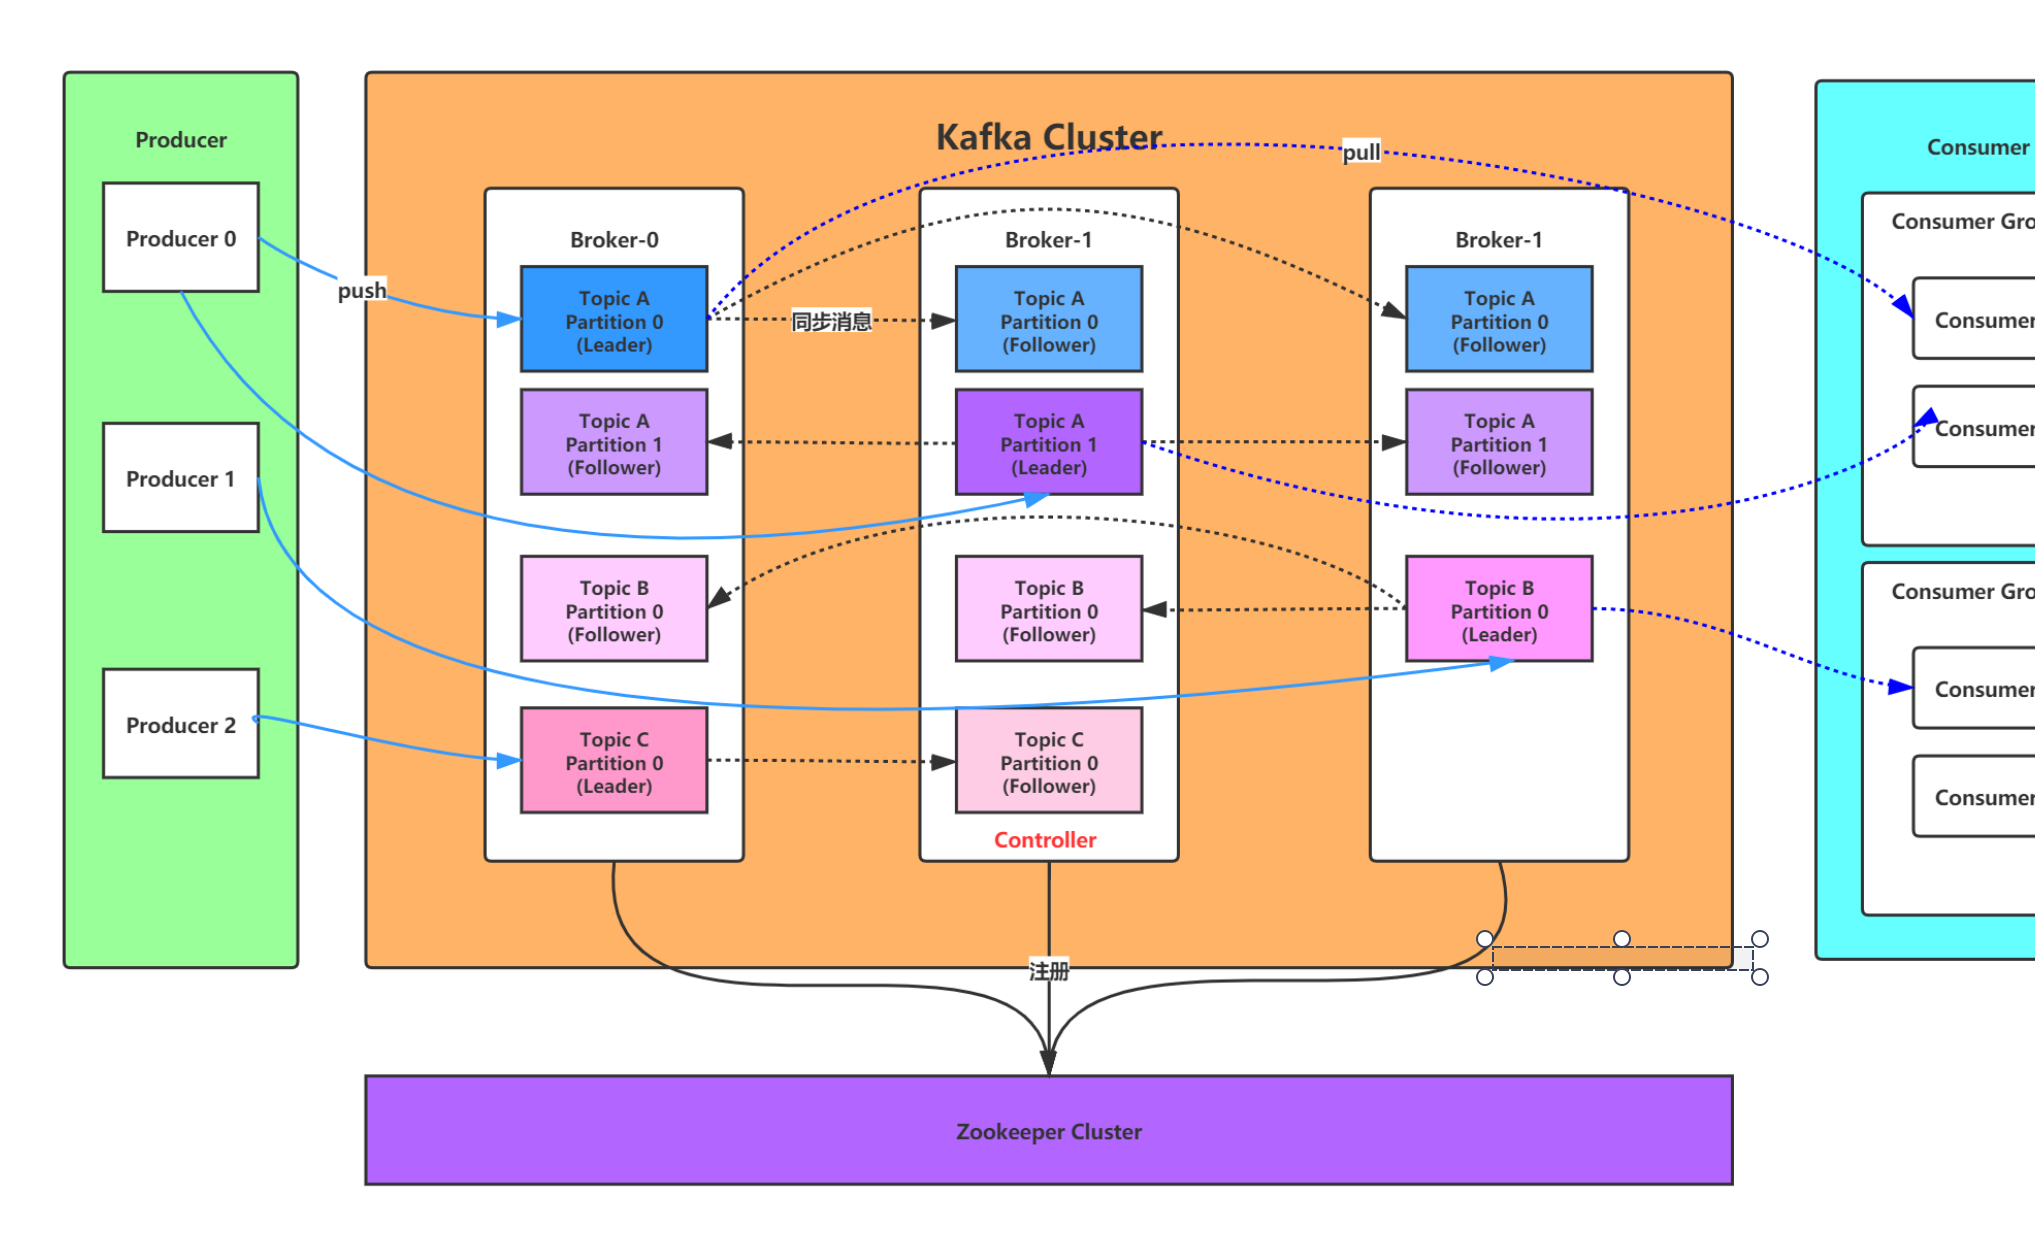 Producer
Producer 0
Producer 1
Producer 2
push
Kafka Cluster
pull
Broker-0
Topic A
Partition 0
(Leader)
Topic A
Partition 1
(Follower)
Topic B
Partition 0
(Follower)
Topic C
Partition 0
(Leader)
同步消息
Broker-1
Topic A
Partition 0
(Follower)
Topic A
Partition 1
(Leader)
Topic B
Partition 0
(Follower)
Topic C
Partition 0
(Follower)
Controller
Broker-1
Topic A
Partition 0
(Follower)
Topic A
Partition 1
(Follower)
Topic B
Partition 0
(Leader)
注册
Zookeeper Cluster
Consumer
Consumer Gro
Consumer
Consumer
Consumer Gro
Consumer
Consumer